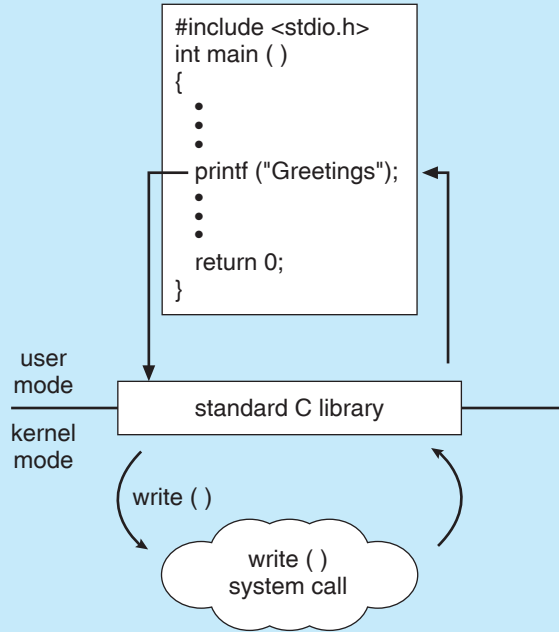 #include <stdio.h>
int main ( )
{
•
•
•
printf ("Greetings");
•
•
•
return 0;
}
user
mode
standard C library
kernel
mode
write ( )
write ( )
system call